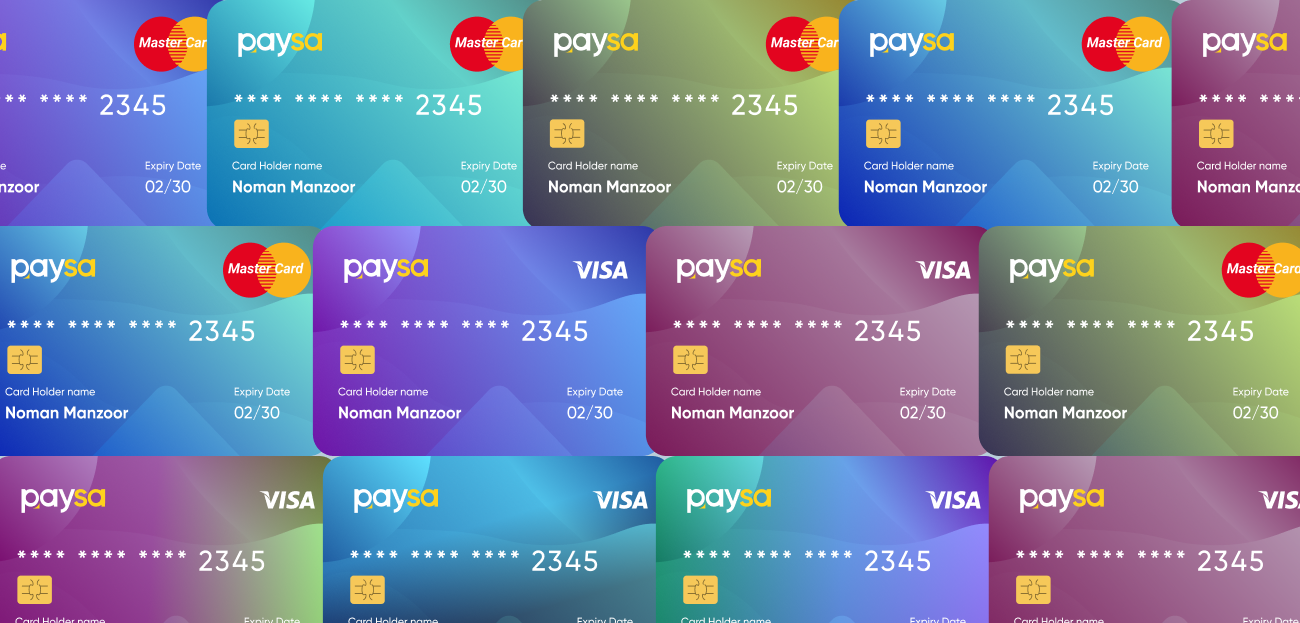 Master Car
paysa
Master Car
paysa
Master Car
paysa
Master Card
paysa
** **** 2345
**** **** **** 2345
**** **** **** 2345
**** **** **** 2345
**** ***
Expiry Date
Card Holder name
Expiry Date
Card Holder name
Expiry Date
Card Holder name
Expiry Date
Card Holder name
02/30
Noman Manzoor
02/30
Noman Manzoor
02/30
Noman Manzoor
02/30
Noman Manzo
paysa
Master Card
paysa
VISA
paysa
VISA
paysa
Master Card
**** **** **** 2345
**** **** **** 2345
**** **** **** 2345
**** **** **** 2345
Card Holder name
Expiry Date
Card Holder name
Expiry Date
Card Holder name
Expiry Date
Card Holder name
Expiry Date
Noman Manzoor
02/30
Noman Manzoor
02/30
Noman Manzoor
02/30
Noman Manzoor
02/30
paysa
VISA
paysa
VISA
paysa
VISA
paysa
VIS
**** **** **** 2345
**** **** **** 2345
**** **** **** 2345
**** **** **** 2345
Card Holder name
Expiry Date
Card Holder name
Expiry Date
Card Holder name
Expiry Date
Card Holder name
Expiry Date